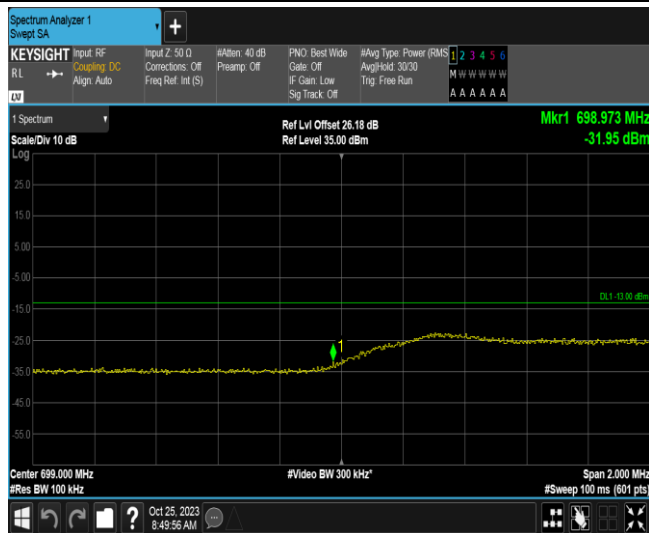 Spectrum Analyzer 1
Swept SA
+
KEYSIGHT
RL
Input: RF
Coupling: DC
Align: Auto
Input Z: 50 Ω
Corrections: Off
Freq Ref: Int (S)
#Atten: 40 dB
Preamp: Off
PNO: Best Wide
Gate: Off
IF Gain: Low
Sig Track: Off
#Avg Type: Power (RMS
Avg|Hold: 30/30
Trig: Free Run
1 2 3 4 5 6
M W W W W W
A A A A A A
1 Spectrum
Scale/Div 10 dB
Ref Lvl Offset 26.18 dB
Ref Level 35.00 dBm
Mkr1 698.973 MHz
-31.95 dBm
Log
25.0
15.0
5.00
-5.00
DL1 -13.00 dBm
-15.0
1
-25.0
-35.0
-45.0
-55.0
Center 699.000 MHz
#Video BW 300 kHz*
Span 2.000 MHz
#Res BW 100 kHz
#Sweep 100 ms (601 pts)
?
Oct 25, 2023
8:49:56 AM